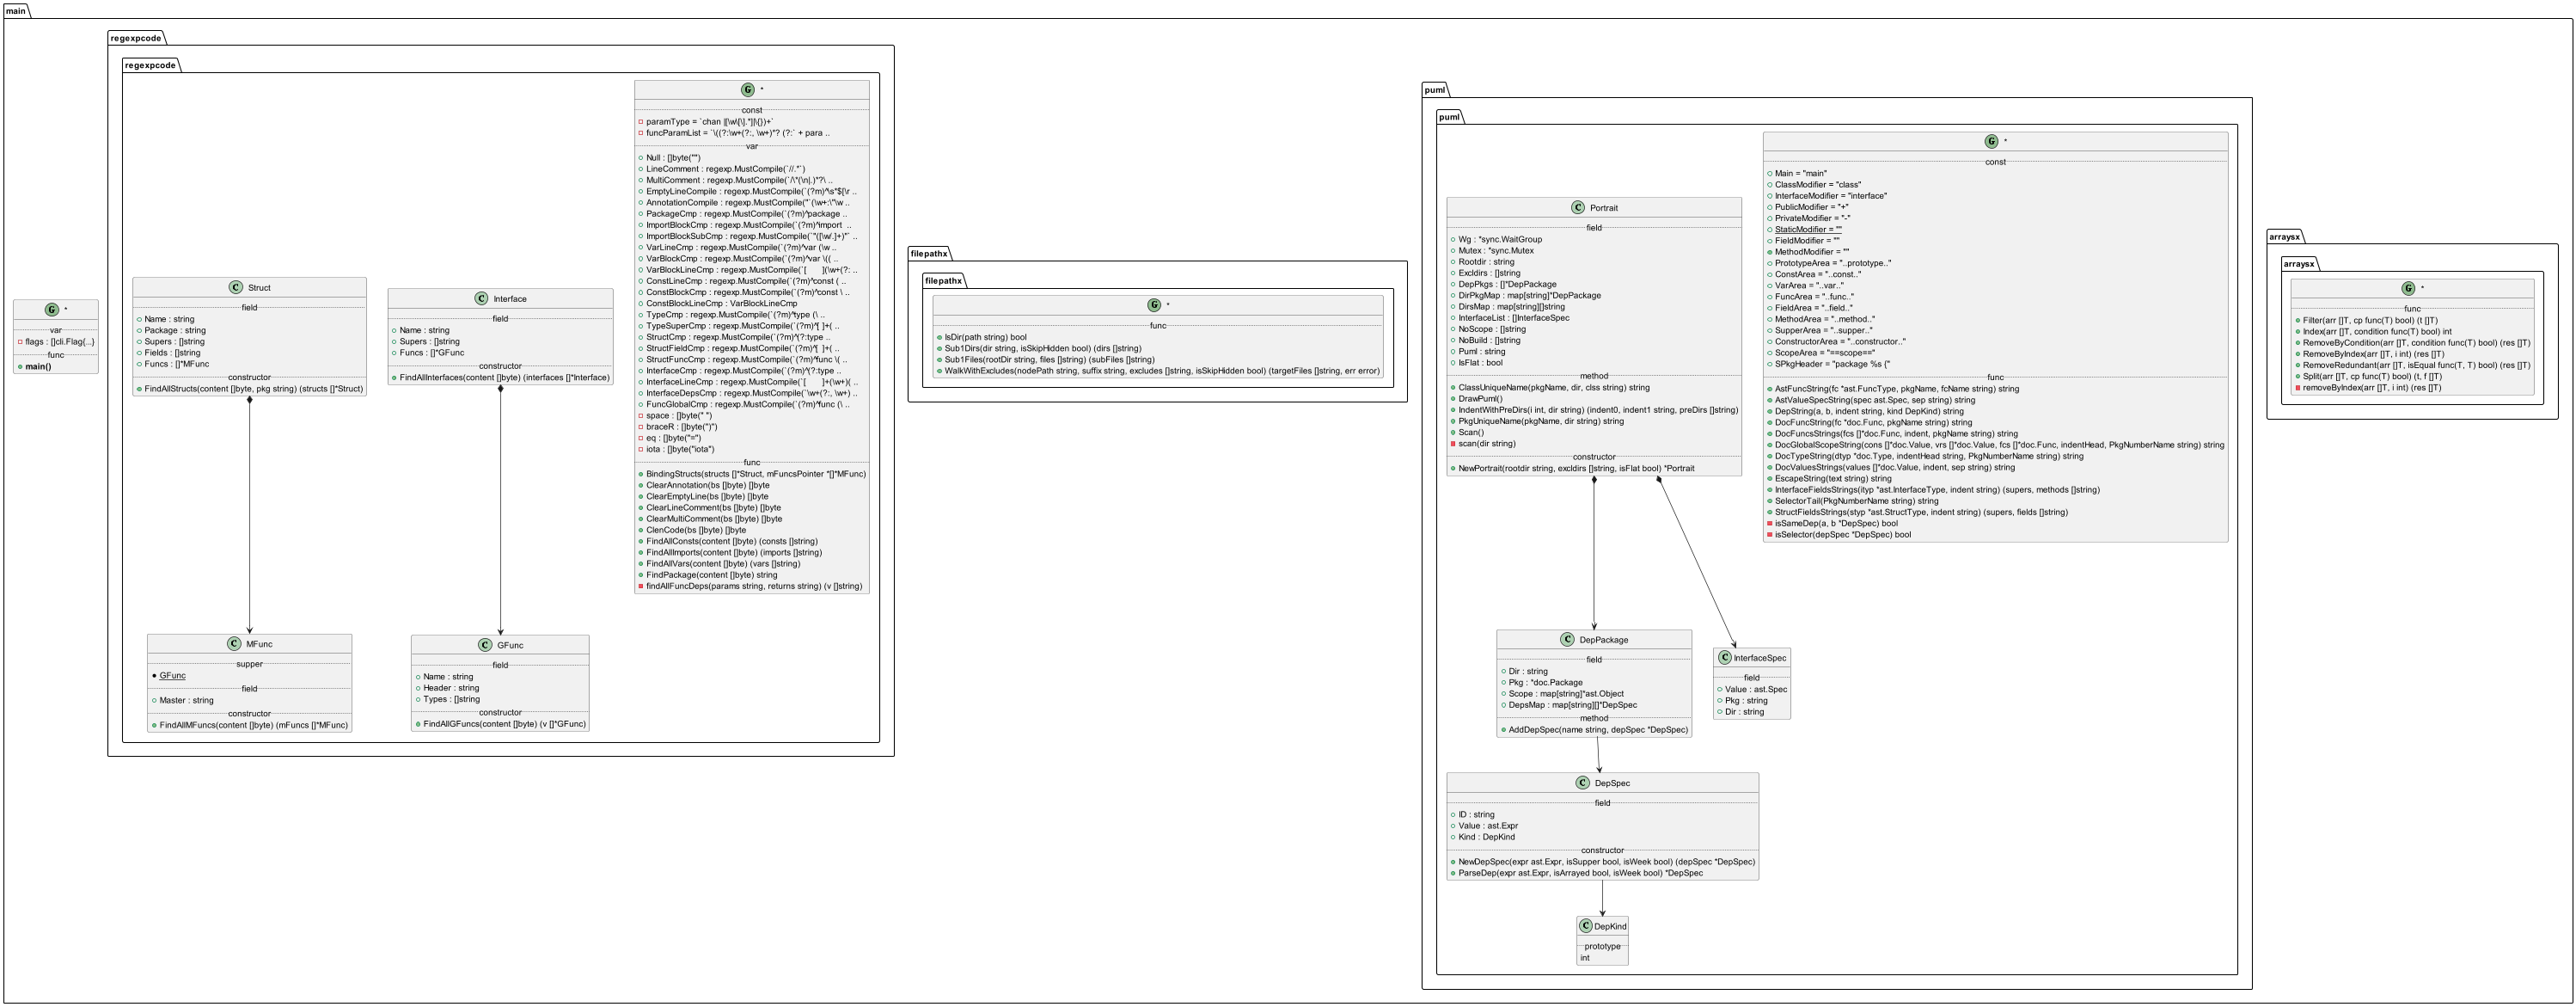 main
G *
var
flags : []cli.Flag{...}
func
main()
regexpcode
regexpcode
C Struct
field
Name : string
Package : string
Supers : []string
Fields : []string
Funcs : []*MFunc
constructor
FindAllStructs(content []byte, pkg string) (structs []*Struct)
C Interface
field
Name : string
Supers : []string
Funcs : []*GFunc
constructor
FindAllInterfaces(content []byte) (interfaces []*Interface)
G *
const
paramType = `chan |[\w\[\].*]|\{})+`
funcParamList = `\((?:\w+(?:, \w+)*? (?:` + para ..
var
Null : []byte("")
LineComment : regexp.MustCompile(`//.*`)
MultiComment : regexp.MustCompile(`/\*(\n|.)*?\ ..
EmptyLineCompile : regexp.MustCompile(`(?m)^\s*$[\r ..
AnnotationCompile : regexp.MustCompile("`(\w+:\"\w ..
PackageCmp : regexp.MustCompile(`(?m)^package ..
ImportBlockCmp : regexp.MustCompile(`(?m)^import ..
ImportBlockSubCmp : regexp.MustCompile(`"([\w/.]+)"` ..
VarLineCmp : regexp.MustCompile(`(?m)^var (\w ..
VarBlockCmp : regexp.MustCompile(`(?m)^var \(( ..
VarBlockLineCmp : regexp.MustCompile(`[ ](\w+(?: ..
ConstLineCmp : regexp.MustCompile(`(?m)^const ( ..
ConstBlockCmp : regexp.MustCompile(`(?m)^const \ ..
ConstBlockLineCmp : VarBlockLineCmp
TypeCmp : regexp.MustCompile(`(?m)^type (\ ..
TypeSuperCmp : regexp.MustCompile(`(?m)^[ ]+( ..
StructCmp : regexp.MustCompile(`(?m)^(?:type ..
StructFieldCmp : regexp.MustCompile(`(?m)^[ ]+( ..
StructFuncCmp : regexp.MustCompile(`(?m)^func \( ..
InterfaceCmp : regexp.MustCompile(`(?m)^(?:type ..
InterfaceLineCmp : regexp.MustCompile(`[ ]+(\w+)( ..
InterfaceDepsCmp : regexp.MustCompile(`\w+(?:, \w+) ..
FuncGlobalCmp : regexp.MustCompile(`(?m)^func (\ ..
space : []byte(" ")
braceR : []byte(")")
eq : []byte("=")
iota : []byte("iota")
func
BindingStructs(structs []*Struct, mFuncsPointer *[]*MFunc)
ClearAnnotation(bs []byte) []byte
ClearEmptyLine(bs []byte) []byte
ClearLineComment(bs []byte) []byte
ClearMultiComment(bs []byte) []byte
ClenCode(bs []byte) []byte
FindAllConsts(content []byte) (consts []string)
FindAllImports(content []byte) (imports []string)
FindAllVars(content []byte) (vars []string)
FindPackage(content []byte) string
findAllFuncDeps(params string, returns string) (v []string)
C MFunc
supper
GFunc
field
Master : string
constructor
FindAllMFuncs(content []byte) (mFuncs []*MFunc)
C GFunc
field
Name : string
Header : string
Types : []string
constructor
FindAllGFuncs(content []byte) (v []*GFunc)
filepathx
filepathx
G *
func
IsDir(path string) bool
Sub1Dirs(dir string, isSkipHidden bool) (dirs []string)
Sub1Files(rootDir string, files []string) (subFiles []string)
WalkWithExcludes(nodePath string, suffix string, excludes []string, isSkipHidden bool) (targetFiles []string, err error)
puml
puml
C Portrait
field
Wg : *sync.WaitGroup
Mutex : *sync.Mutex
Rootdir : string
Excldirs : []string
DepPkgs : []*DepPackage
DirPkgMap : map[string]*DepPackage
DirsMap : map[string][]string
InterfaceList : []InterfaceSpec
NoScope : []string
NoBuild : []string
Puml : string
IsFlat : bool
method
ClassUniqueName(pkgName, dir, clss string) string
DrawPuml()
IndentWithPreDirs(i int, dir string) (indent0, indent1 string, preDirs []string)
PkgUniqueName(pkgName, dir string) string
Scan()
scan(dir string)
constructor
NewPortrait(rootdir string, excldirs []string, isFlat bool) *Portrait
G *
const
Main = "main"
ClassModifier = "class"
InterfaceModifier = "interface"
PublicModifier = "+"
PrivateModifier = "-"
StaticModifier = ""
FieldModifier = ""
MethodModifier = ""
PrototypeArea = "..prototype.."
ConstArea = "..const.."
VarArea = "..var.."
FuncArea = "..func.."
FieldArea = "..field.."
MethodArea = "..method.."
SupperArea = "..supper.."
ConstructorArea = "..constructor.."
ScopeArea = "==scope=="
SPkgHeader = "package %s {"
func
AstFuncString(fc *ast.FuncType, pkgName, fcName string) string
AstValueSpecString(spec ast.Spec, sep string) string
DepString(a, b, indent string, kind DepKind) string
DocFuncString(fc *doc.Func, pkgName string) string
DocFuncsStrings(fcs []*doc.Func, indent, pkgName string) string
DocGlobalScopeString(cons []*doc.Value, vrs []*doc.Value, fcs []*doc.Func, indentHead, PkgNumberName string) string
DocTypeString(dtyp *doc.Type, indentHead string, PkgNumberName string) string
DocValuesStrings(values []*doc.Value, indent, sep string) string
EscapeString(text string) string
InterfaceFieldsStrings(ityp *ast.InterfaceType, indent string) (supers, methods []string)
SelectorTail(PkgNumberName string) string
StructFieldsStrings(styp *ast.StructType, indent string) (supers, fields []string)
isSameDep(a, b *DepSpec) bool
isSelector(depSpec *DepSpec) bool
C DepPackage
field
Dir : string
Pkg : *doc.Package
Scope : map[string]*ast.Object
DepsMap : map[string][]*DepSpec
method
AddDepSpec(name string, depSpec *DepSpec)
C InterfaceSpec
field
Value : ast.Spec
Pkg : string
Dir : string
C DepSpec
field
ID : string
Value : ast.Expr
Kind : DepKind
constructor
NewDepSpec(expr ast.Expr, isSupper bool, isWeek bool) (depSpec *DepSpec)
ParseDep(expr ast.Expr, isArrayed bool, isWeek bool) *DepSpec
C DepKind
prototype
int
arraysx
arraysx
G *
func
Filter(arr []T, cp func(T) bool) (t []T)
Index(arr []T, condition func(T) bool) int
RemoveByCondition(arr []T, condition func(T) bool) (res []T)
RemoveByIndex(arr []T, i int) (res []T)
RemoveRedundant(arr []T, isEqual func(T, T) bool) (res []T)
Split(arr []T, cp func(T) bool) (t, f []T)
removeByIndex(arr []T, i int) (res []T)